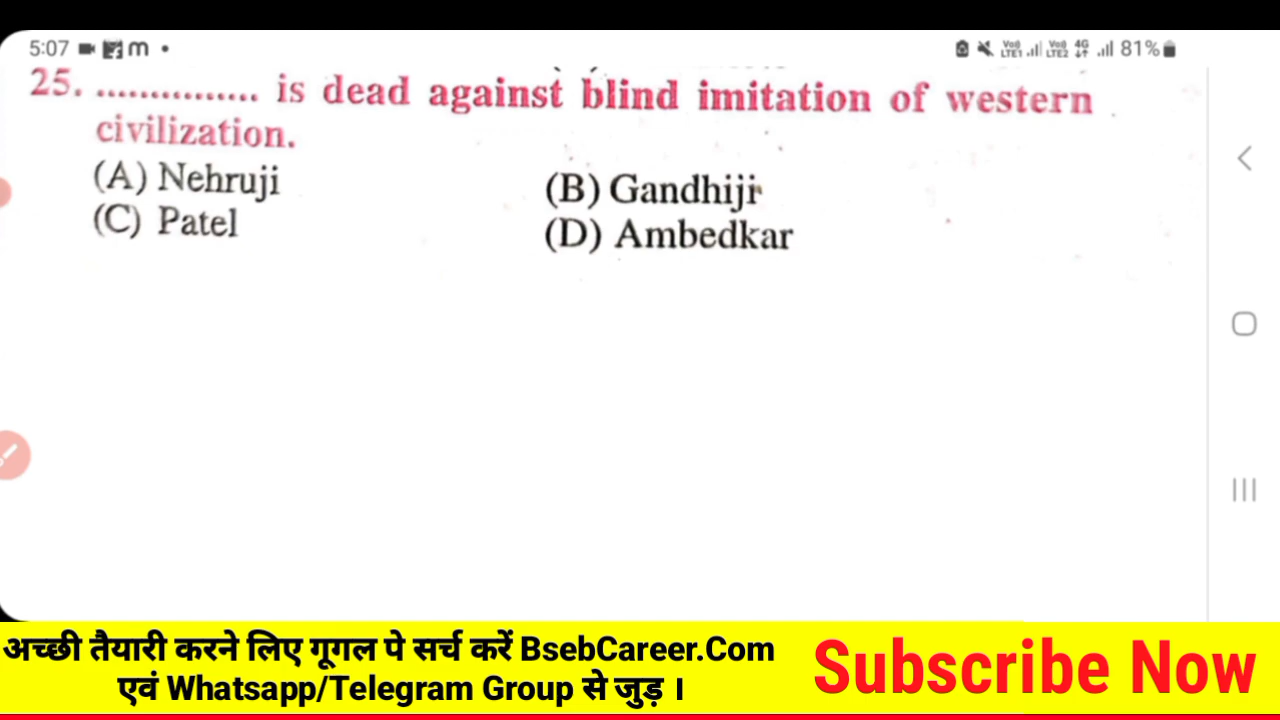 5:07
81%
25. ............... is dead against blind imitation of western
civilization.
(A) Nehruji (B) Gandhiji
(C) Patel (D) Ambedkar
अच्छी तैयारी करने लिए गूगल पे सर्च करें BsebCareer.Com
एवं Whatsapp/Telegram Group से जुड़ ।
Subscribe Now